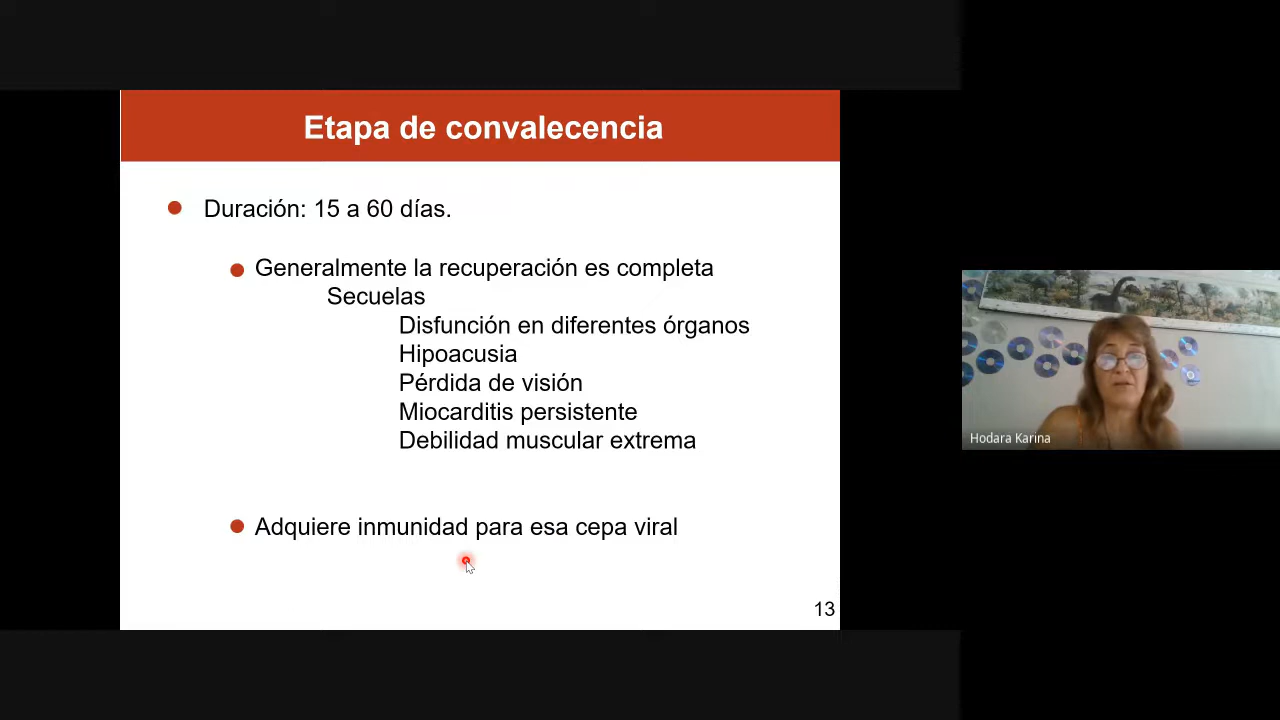 Etapa de convalecencia
Duración: 15 a 60 días.
Generalmente la recuperación es completa
Secuelas
Disfunción en diferentes órganos
Hipoacusia
Pérdida de visión
Miocarditis persistente
Debilidad muscular extrema
Adquiere inmunidad para esa cepa viral
13
Hodara Karina